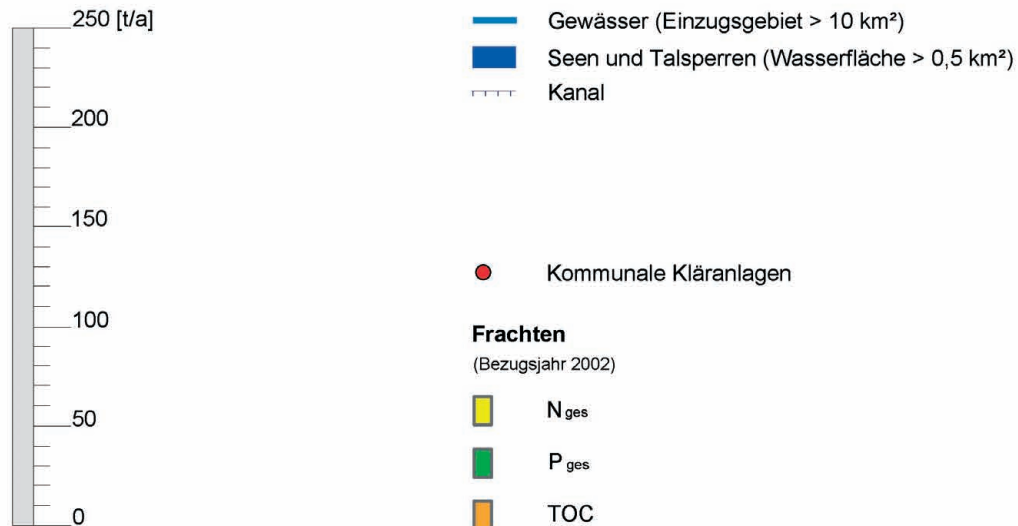 250 [t/a]
200
150
100
50
0
Gewässer (Einzugsgebiet > 10 km²)
Seen und Talsperren (Wasserfläche > 0,5 km²)
Kanal
Kommunale Kläranlagen
Frachten
(Bezugsjahr 2002)
N ges
P ges
TOC